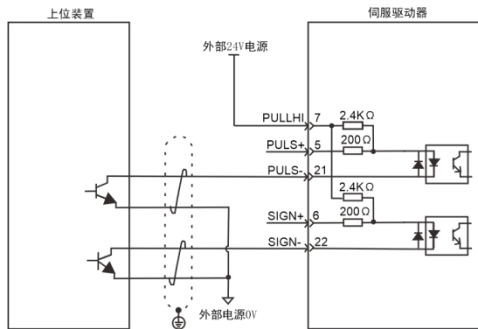 上位装置
伺服驱动器
外部24V电源
PULLHI 7
2.4KΩ
PULS+ 5
200Ω
PULS- 21
2.4KΩ
SIGN+ 6
200Ω
SIGN- 22
外部电源0V